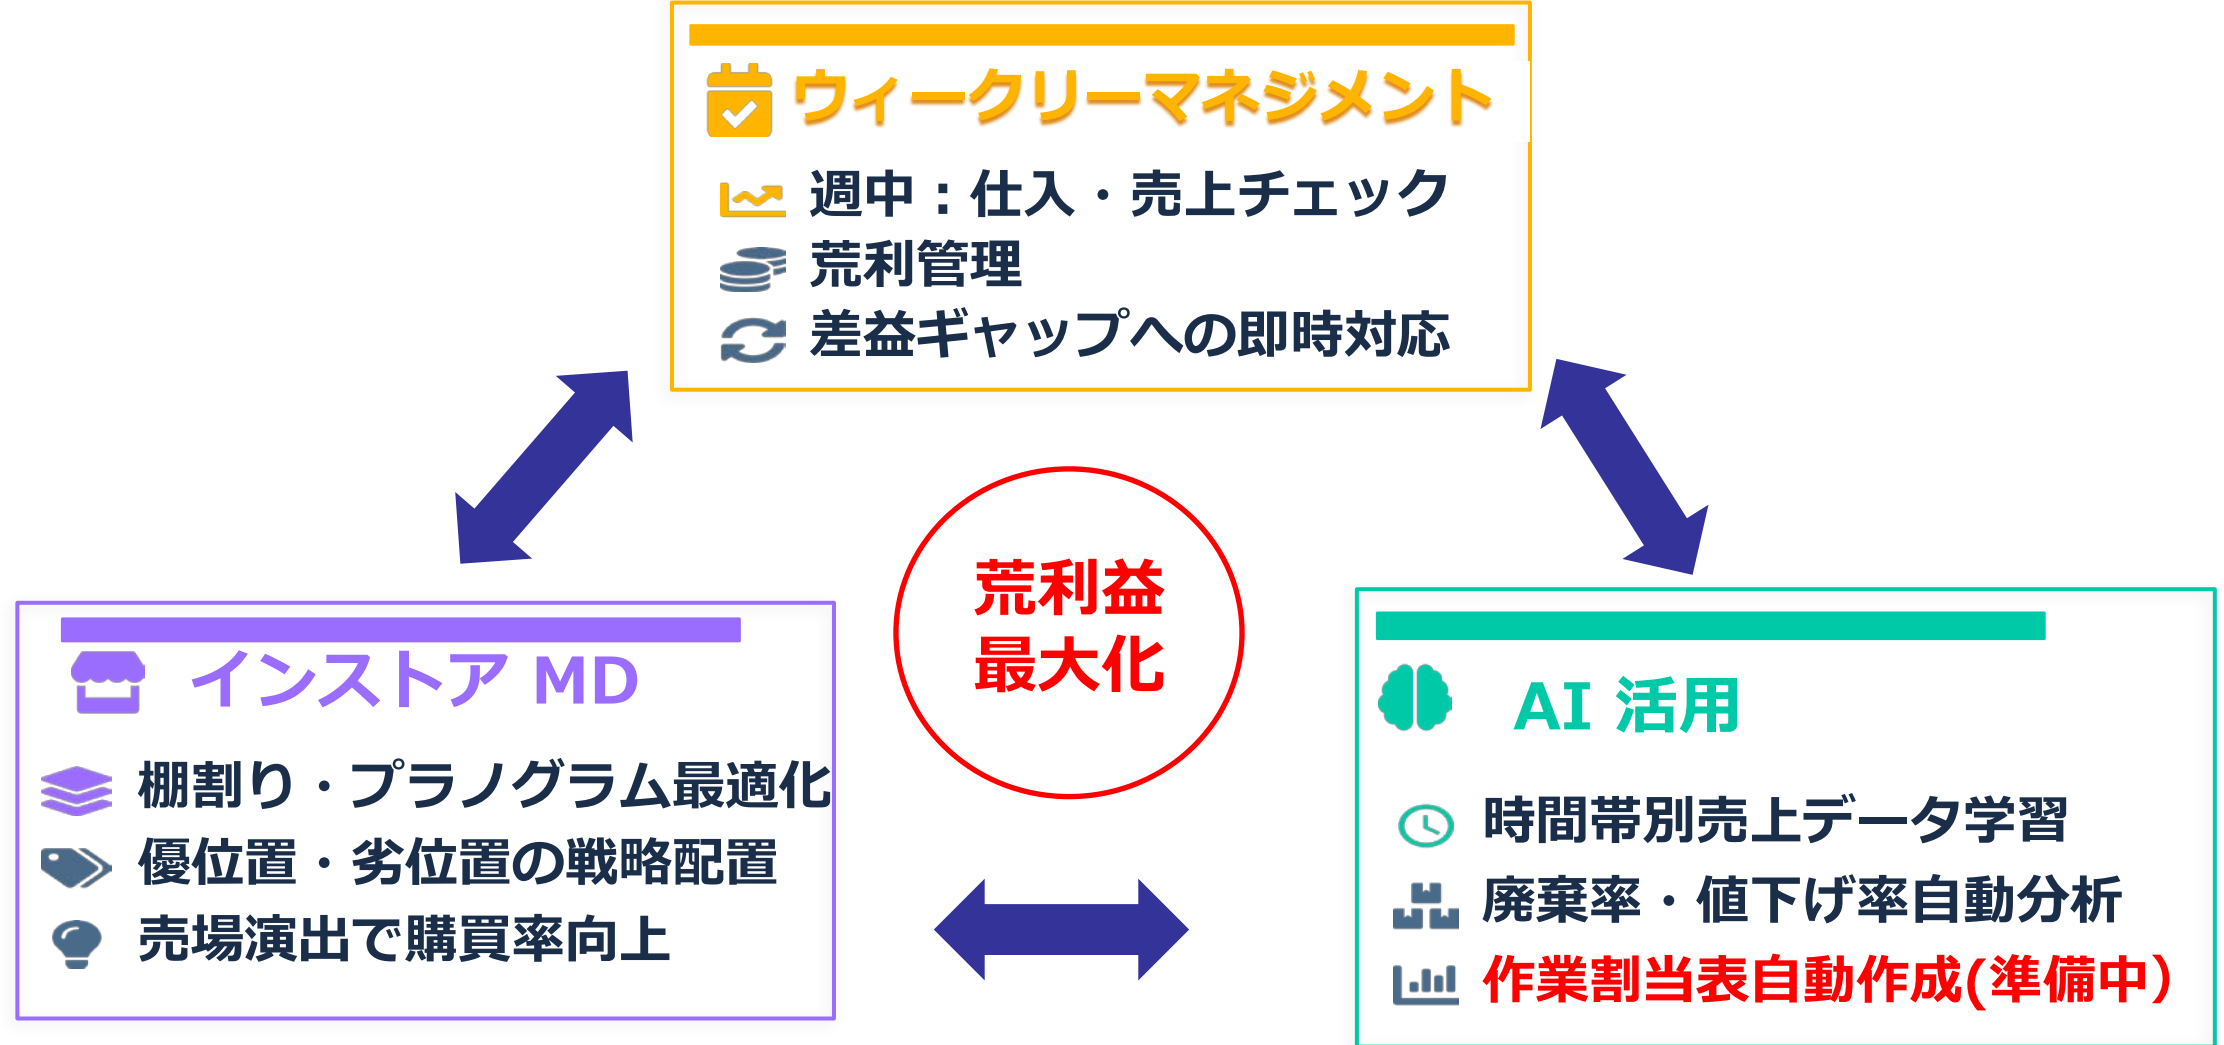 ウィークリーマネジメント
週中：仕入・売上チェック
荒利管理
差益ギャップへの即時対応
荒利益
最大化
インストア MD
棚割り・プラノグラム最適化
優位置・劣位置の戦略配置
売場演出で購買率向上
AI 活用
時間帯別売上データ学習
廃棄率・値下げ率自動分析
作業割当表自動作成(準備中）